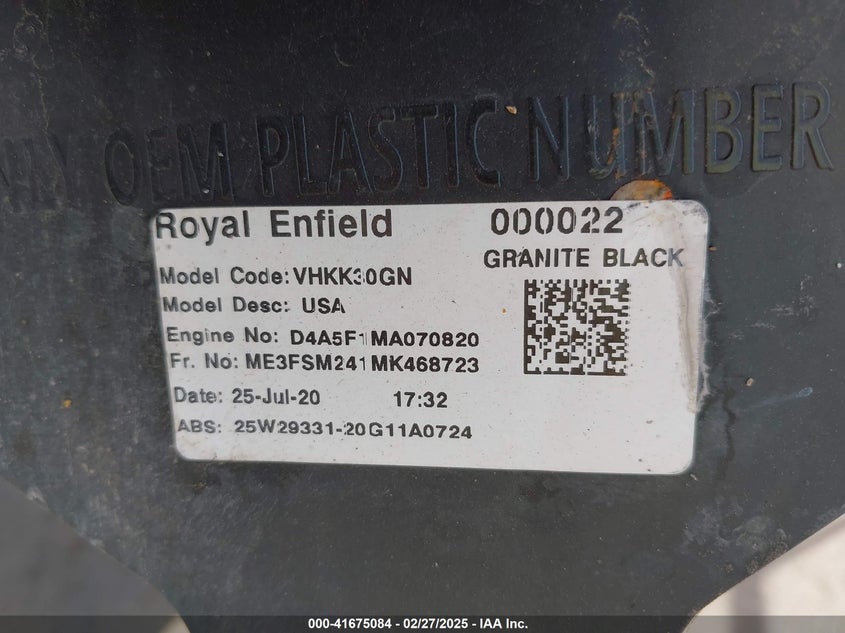 OEM PLASTIC NUMBER
Royal Enfield 000022
GRANITE BLACK
Model Code: VHKK30GN
Model Desc: USA
Engine No: D4A5F1MA070820
Fr. No: ME3FSM241MK468723
Date: 25-Jul-20 17:32
ABS: 25W29331-20G11A0724
000-41675084 - 02/27/2025 - IAA Inc.